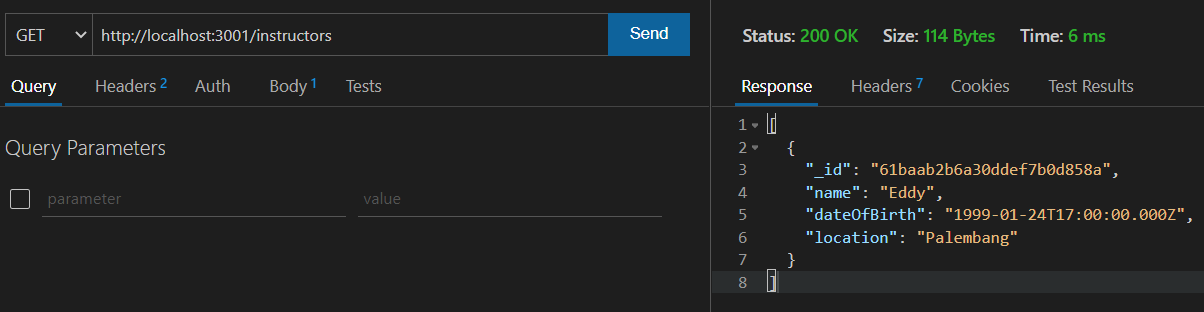 GET http://localhost:3001/instructors Send
Query Headers 2 Auth Body 1 Tests
Query Parameters
parameter value
Status: 200 OK Size: 114 Bytes Time: 6 ms
Response Headers 7 Cookies Test Results
1 [
2 {
3 "_id": "61baab2b6a30ddef7b0d858a",
4 "name": "Eddy",
5 "dateOfBirth": "1999-01-24T17:00:00.000Z",
6 "location": "Palembang"
7 }
8 ]